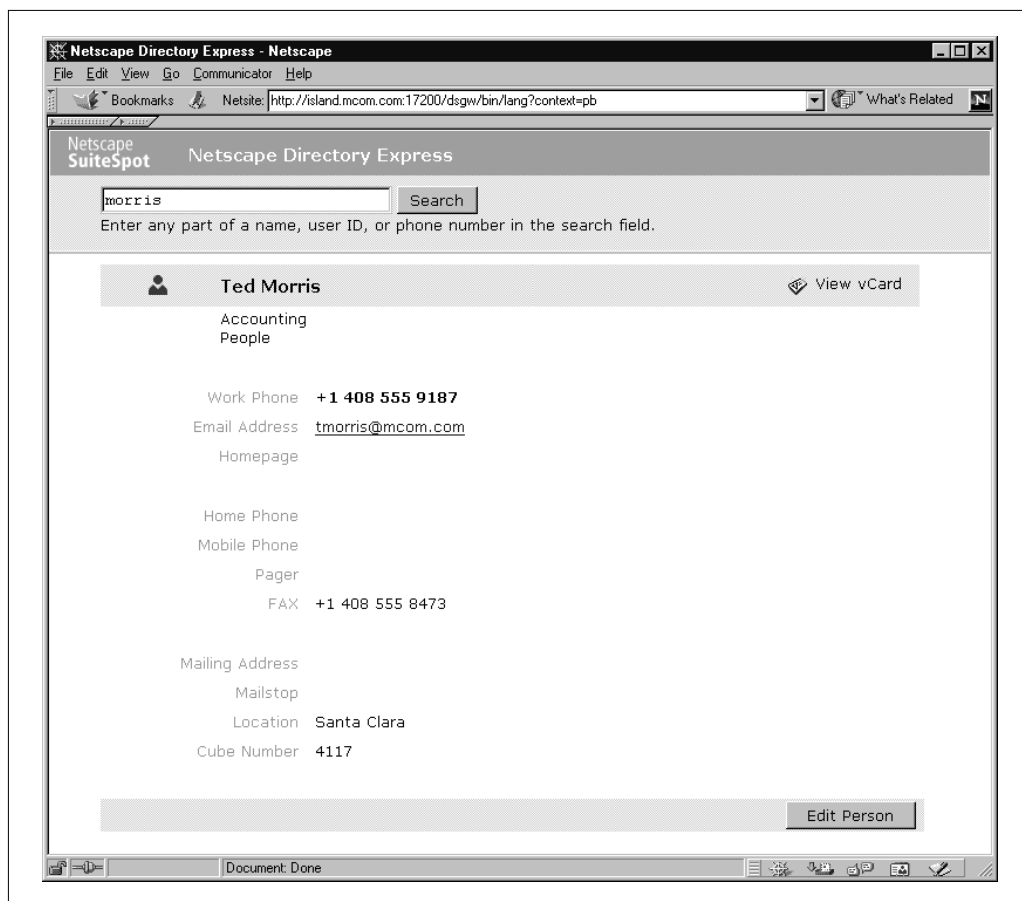 Netscape Directory Express - Netscape
File Edit View Go Communicator Help
Bookmarks Netsite: http://island.mcom.com:17200/dsgw/bin/lang?context=pb What's Related N
Netscape
SuiteSpot Netscape Directory Express
morris Search
Enter any part of a name, user ID, or phone number in the search field.
Ted Morris View vCard
Accounting
People
Work Phone +1 408 555 9187
Email Address tmorris@mcom.com
Homepage
Home Phone
Mobile Phone
Pager
FAX +1 408 555 8473
Mailing Address
Mailstop
Location Santa Clara
Cube Number 4117
Edit Person
Document: Done